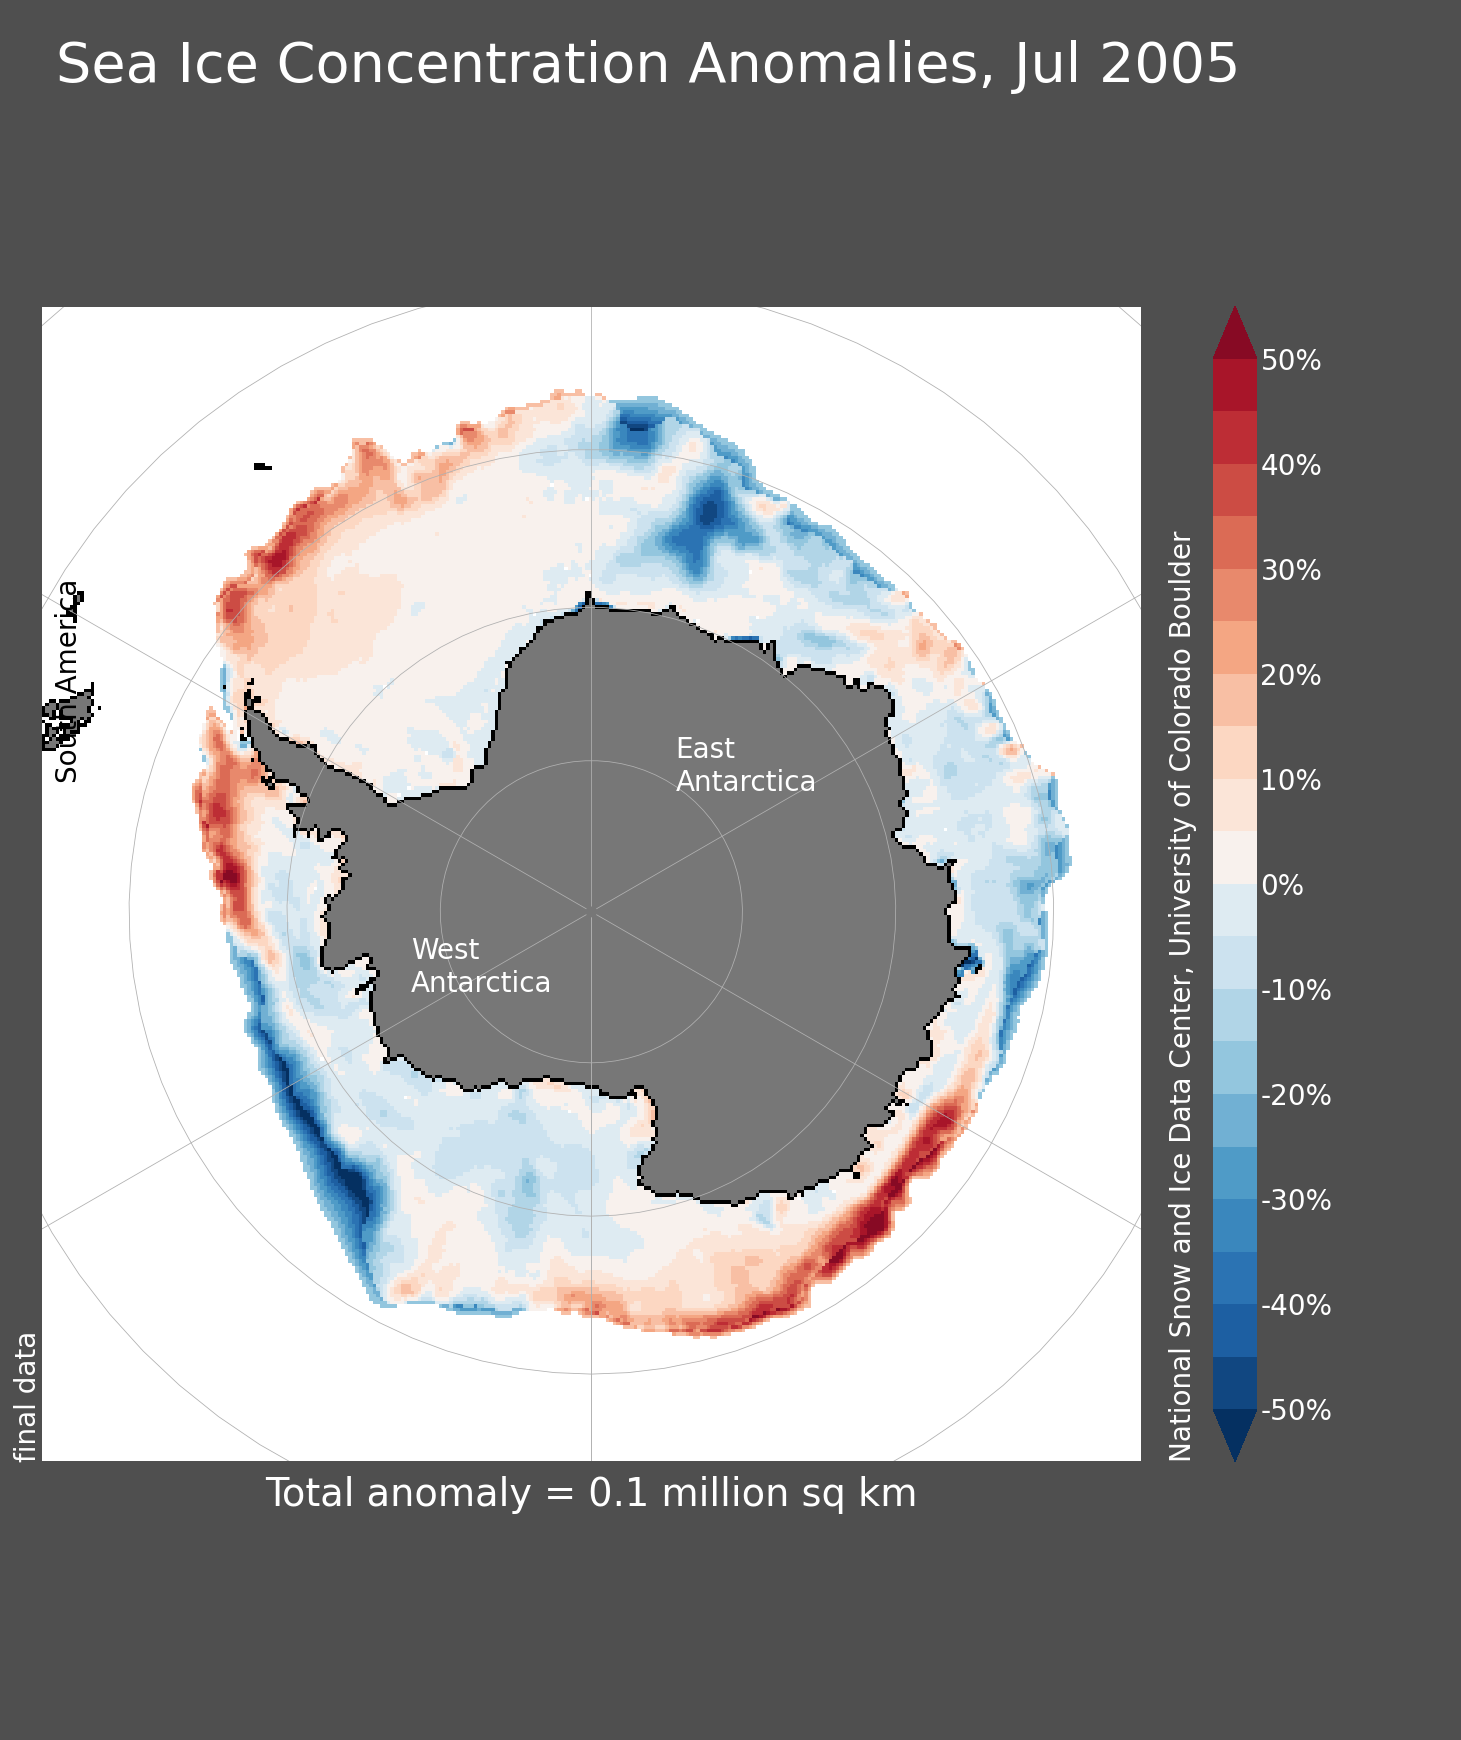 Sea Ice Concentration Anomalies, Jul 2005
South America
East
Antarctica
West
Antarctica
final data
National Snow and Ice Data Center, University of Colorado Boulder
50%
40%
30%
20%
10%
0%
-10%
-20%
-30%
-40%
-50%
Total anomaly = 0.1 million sq km